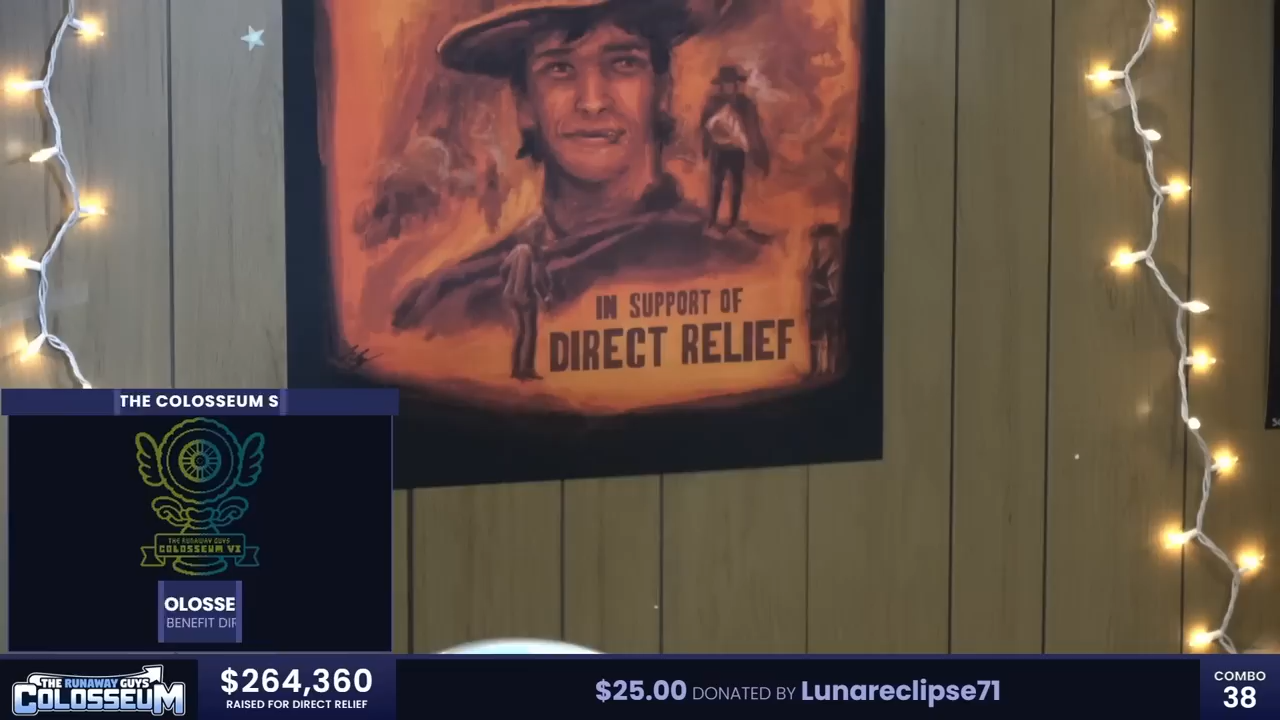 IN SUPPORT OF
DIRECT RELIEF
THE COLOSSEUM S
THE RUNAWAY GUYS
COLOSSEUM VI
OLOSSE
BENEFIT DIR
THE RUNAWAY GUYS
COLOSSEUM
$264,360
RAISED FOR DIRECT RELIEF
$25.00 DONATED BY Lunareclipse71
COMBO
38